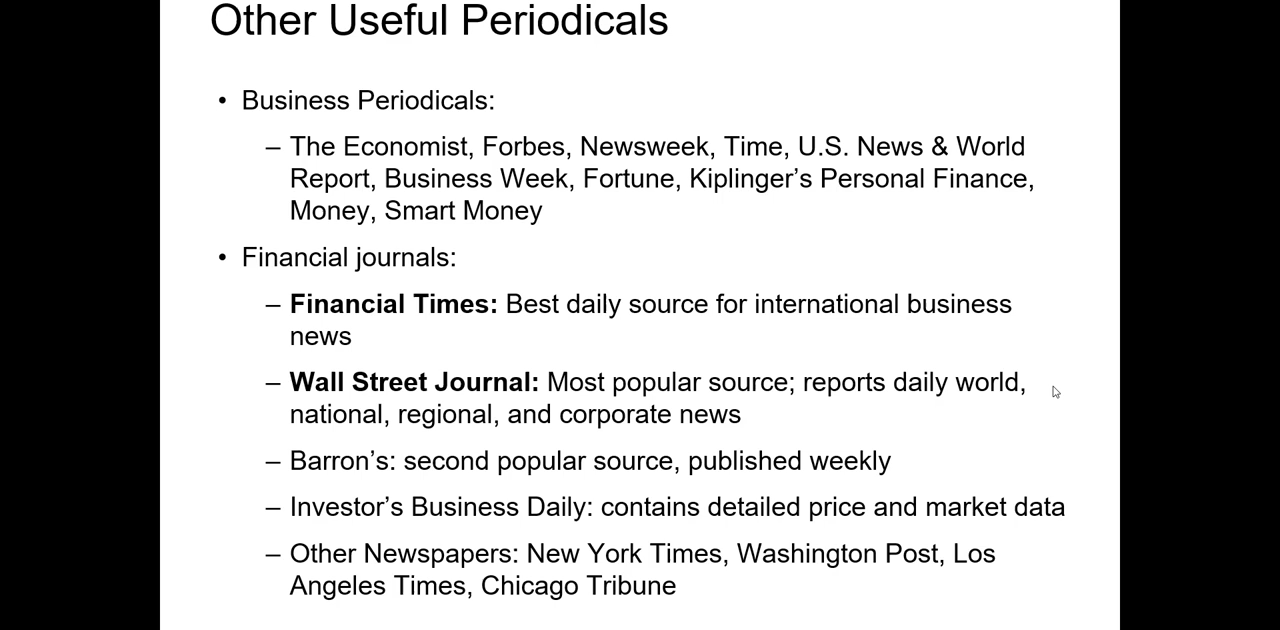 Other Useful Periodicals
• Business Periodicals:
– The Economist, Forbes, Newsweek, Time, U.S. News & World
Report, Business Week, Fortune, Kiplinger’s Personal Finance,
Money, Smart Money
• Financial journals:
– Financial Times: Best daily source for international business
news
– Wall Street Journal: Most popular source; reports daily world,
national, regional, and corporate news
– Barron’s: second popular source, published weekly
– Investor’s Business Daily: contains detailed price and market data
– Other Newspapers: New York Times, Washington Post, Los
Angeles Times, Chicago Tribune